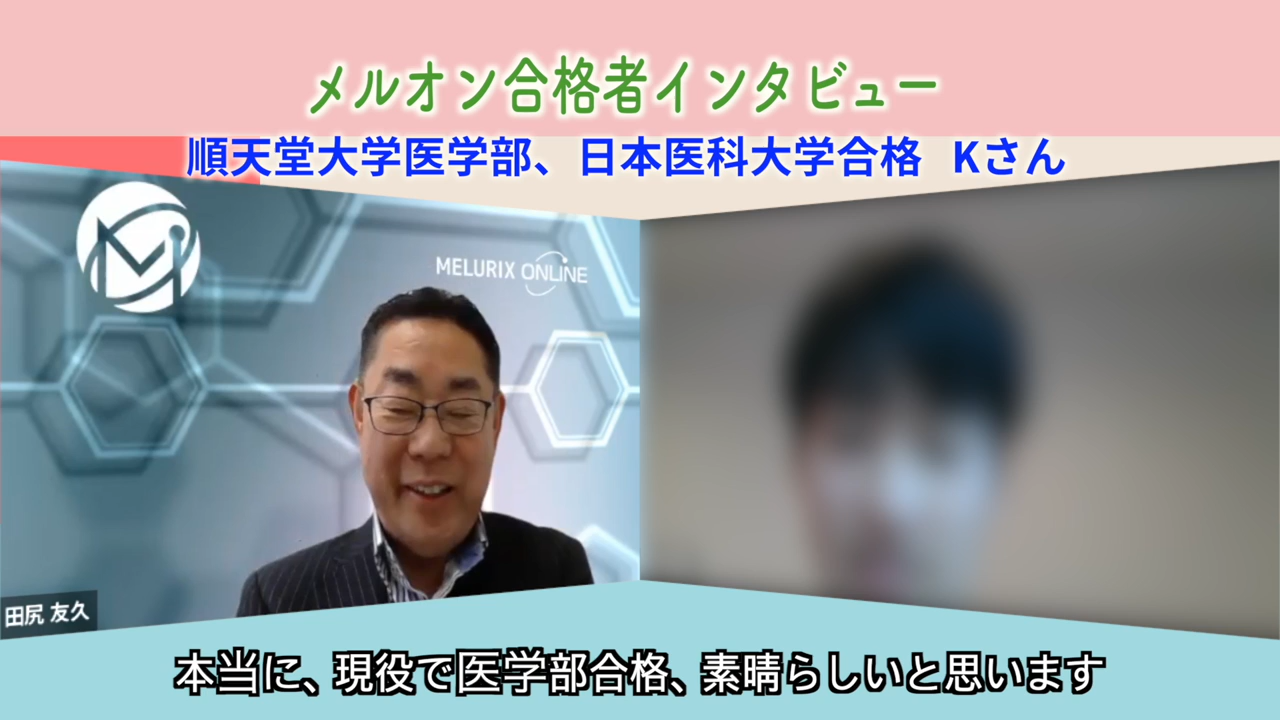 メルオン合格者インタビュー
順天堂大学医学部、日本医科大学合格 Kさん
MELURIX ONLINE
田尻 友久
本当に、現役で医学部合格、素晴らしいと思います